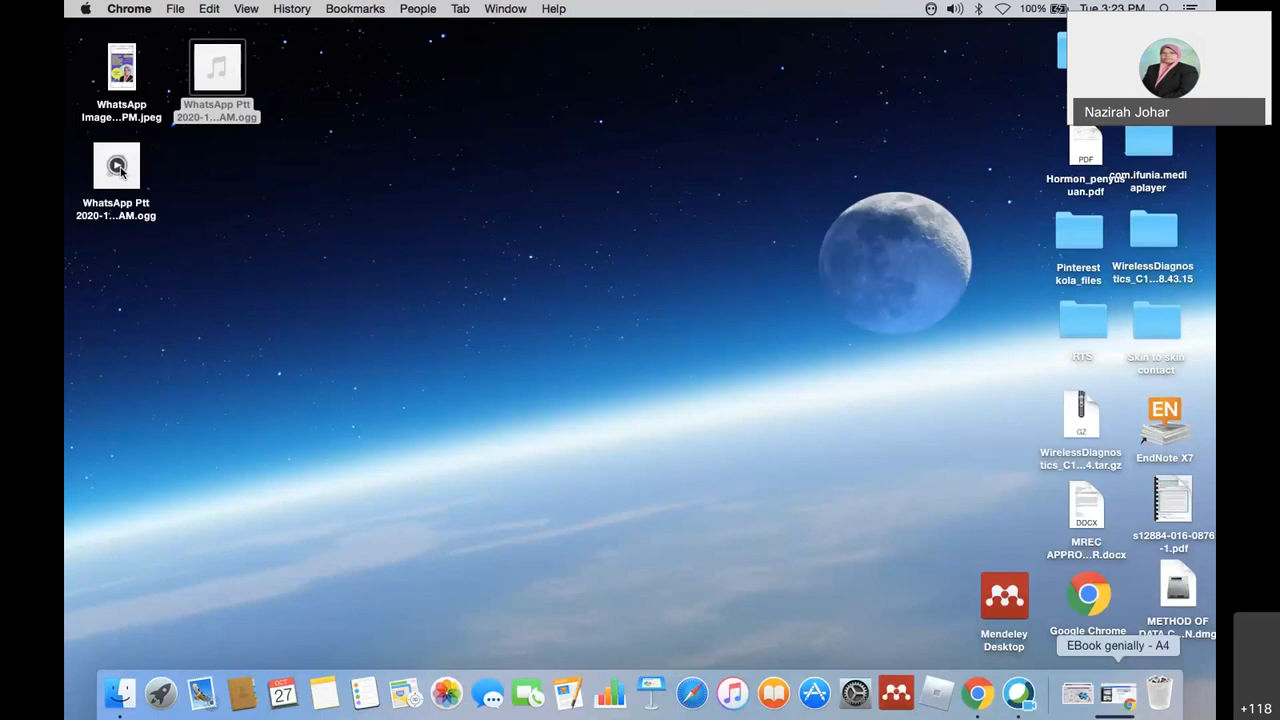 Chrome File Edit View History Bookmarks People Tab Window Help
100% Tue 3:23 PM
Nazirah Johar
WhatsApp
Image...PM.jpeg
WhatsApp Ptt
2020-1...AM.ogg
WhatsApp Ptt
2020-1...AM.ogg
PDF
Hormon_penyus
uan.pdf
com.ifunia.medi
aplayer
Pinterest
kola_files
WirelessDiagnos
tics_C1...8.43.15
RTS
Skin to skin
contact
GZ
WirelessDiagnos
tics_C1...4.tar.gz
EN
EndNote X7
DOCX
MREC
APPRO...R.docx
s12884-016-0876
-1.pdf
Mendeley
Desktop
Google Chrome
METHOD OF
DATA C...N.dmg
EBook genially - A4
OCT
27
+118